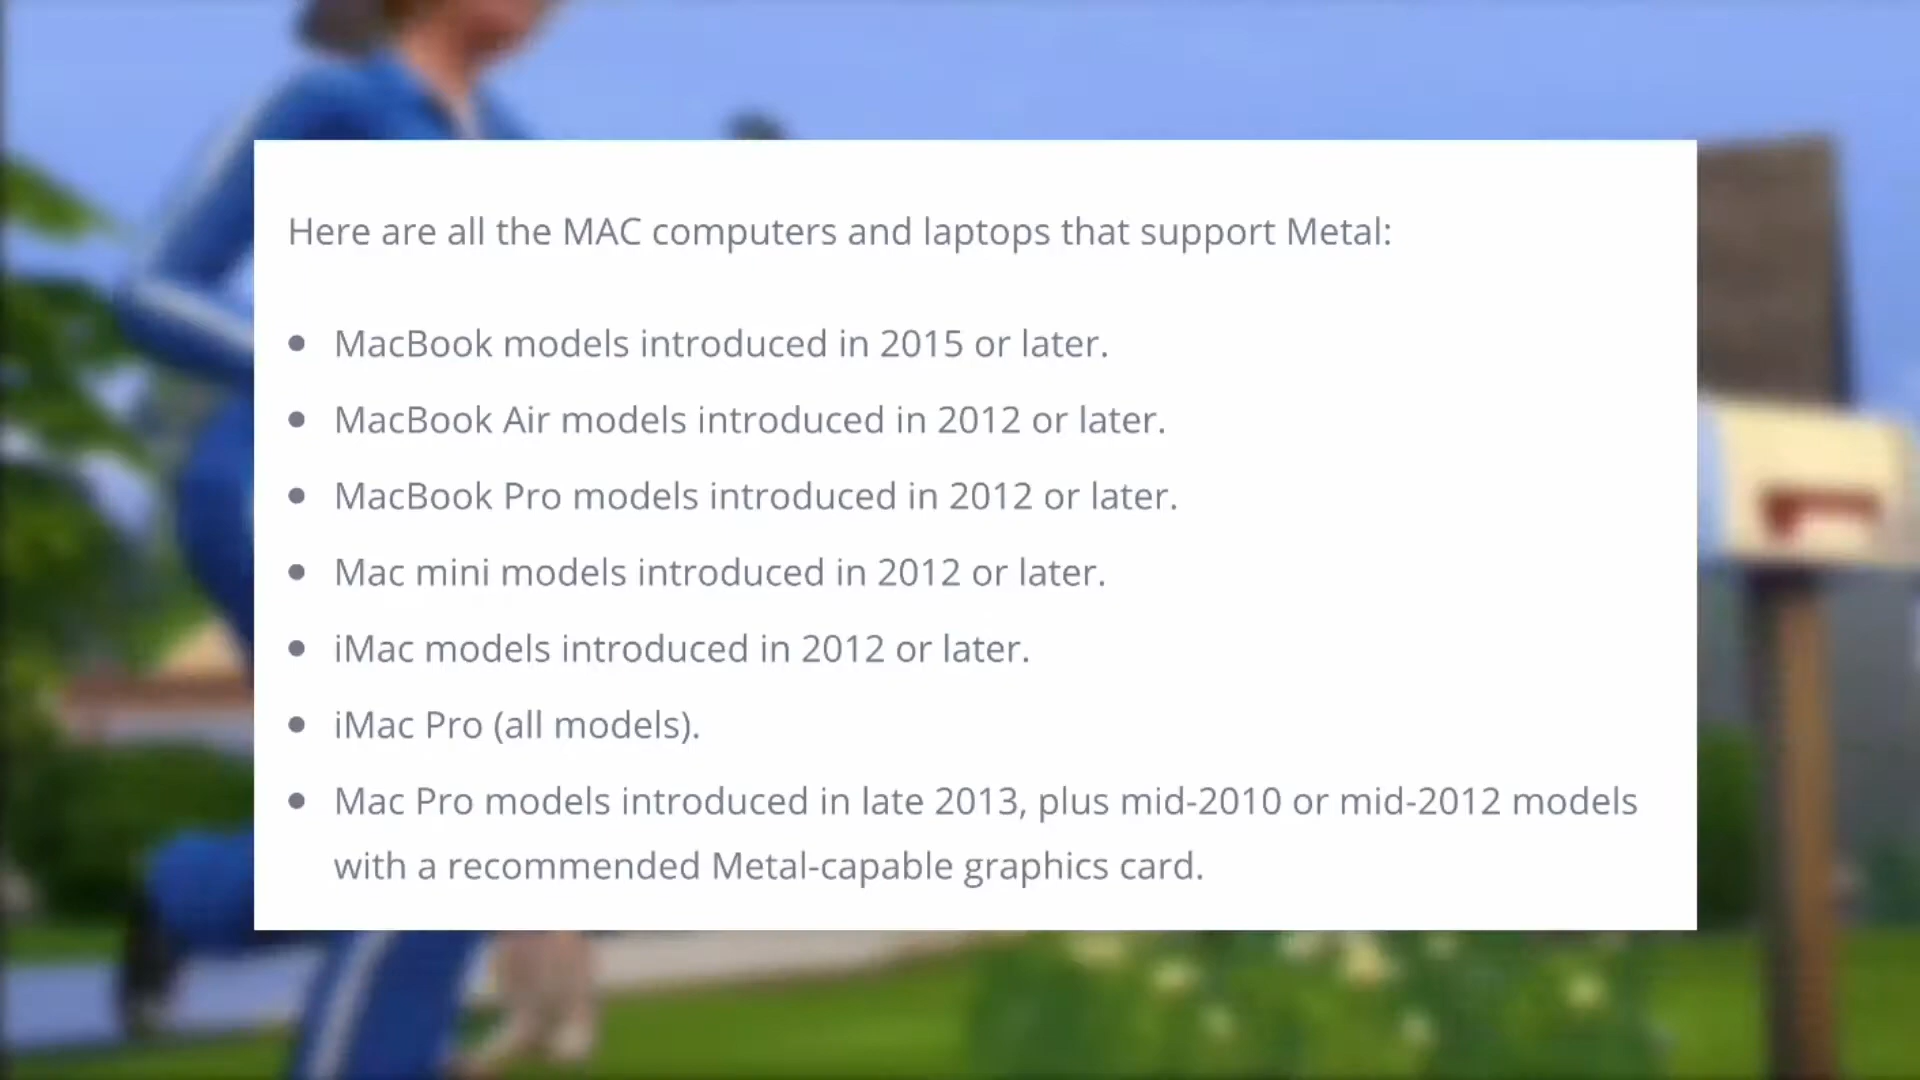 Here are all the MAC computers and laptops that support Metal:
• MacBook models introduced in 2015 or later.
• MacBook Air models introduced in 2012 or later.
• MacBook Pro models introduced in 2012 or later.
• Mac mini models introduced in 2012 or later.
• iMac models introduced in 2012 or later.
• iMac Pro (all models).
• Mac Pro models introduced in late 2013, plus mid-2010 or mid-2012 models
with a recommended Metal-capable graphics card.